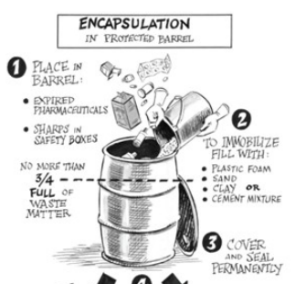 ENCAPSULATION
IN PROTECTED BARREL
1 PLACE IN
BARREL:
• EXPIRED
PHARMACEUTICALS
• SHARPS IN
SAFETY BOXES
NO MORE THAN
3/4
FULL OF
WASTE
MATTER
2
TO IMMOBILIZE
FILL WITH:
• PLASTIC FOAM
• SAND
• CLAY OR
• CEMENT MIXTURE
3 COVER
AND SEAL
PERMANENTLY